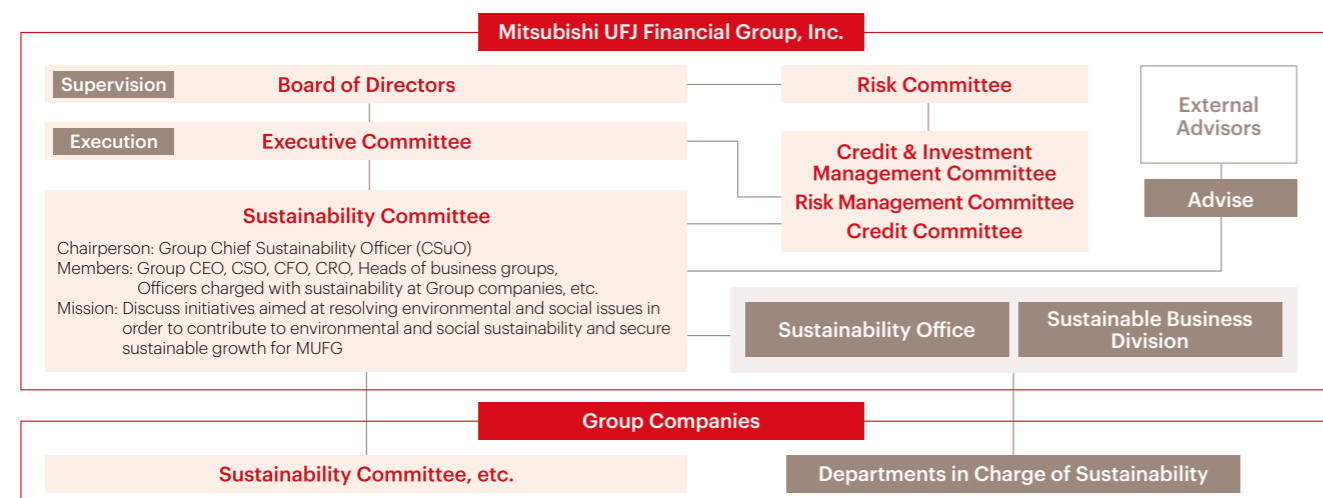 Mitsubishi UFJ Financial Group, Inc.
Supervision
Board of Directors
Risk Committee
External
Advisors
Execution
Executive Committee
Credit & Investment
Management Committee
Risk Management Committee
Credit Committee
Advise
Sustainability Committee
Chairperson: Group Chief Sustainability Officer (CSuO)
Members: Group CEO, CSO, CFO, CRO, Heads of business groups,
Officers charged with sustainability at Group companies, etc.
Mission: Discuss initiatives aimed at resolving environmental and social issues in
order to contribute to environmental and social sustainability and secure
sustainable growth for MUFG
Sustainability Office
Sustainable Business
Division
Group Companies
Sustainability Committee, etc.
Departments in Charge of Sustainability